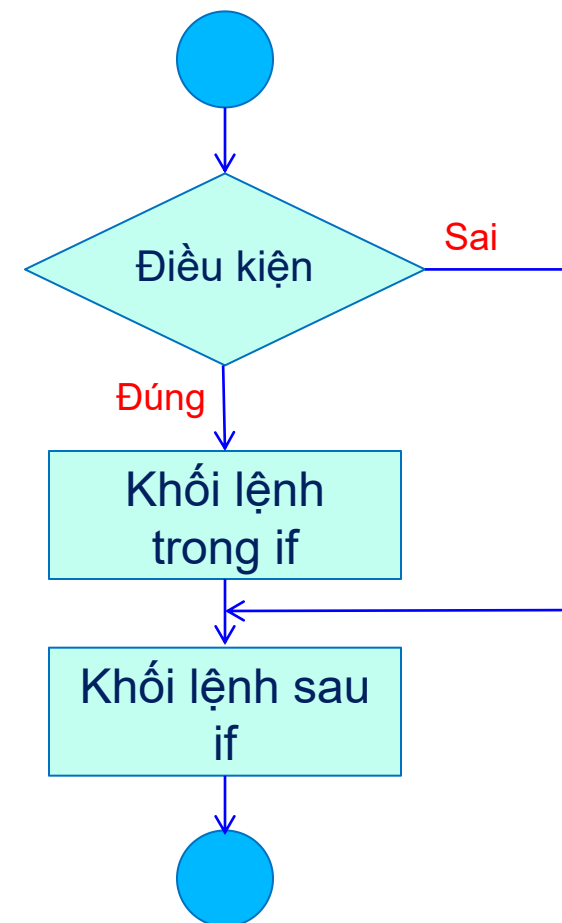 Sai
Điều kiện
Đúng
Khối lệnh
trong if
Khối lệnh sau
if